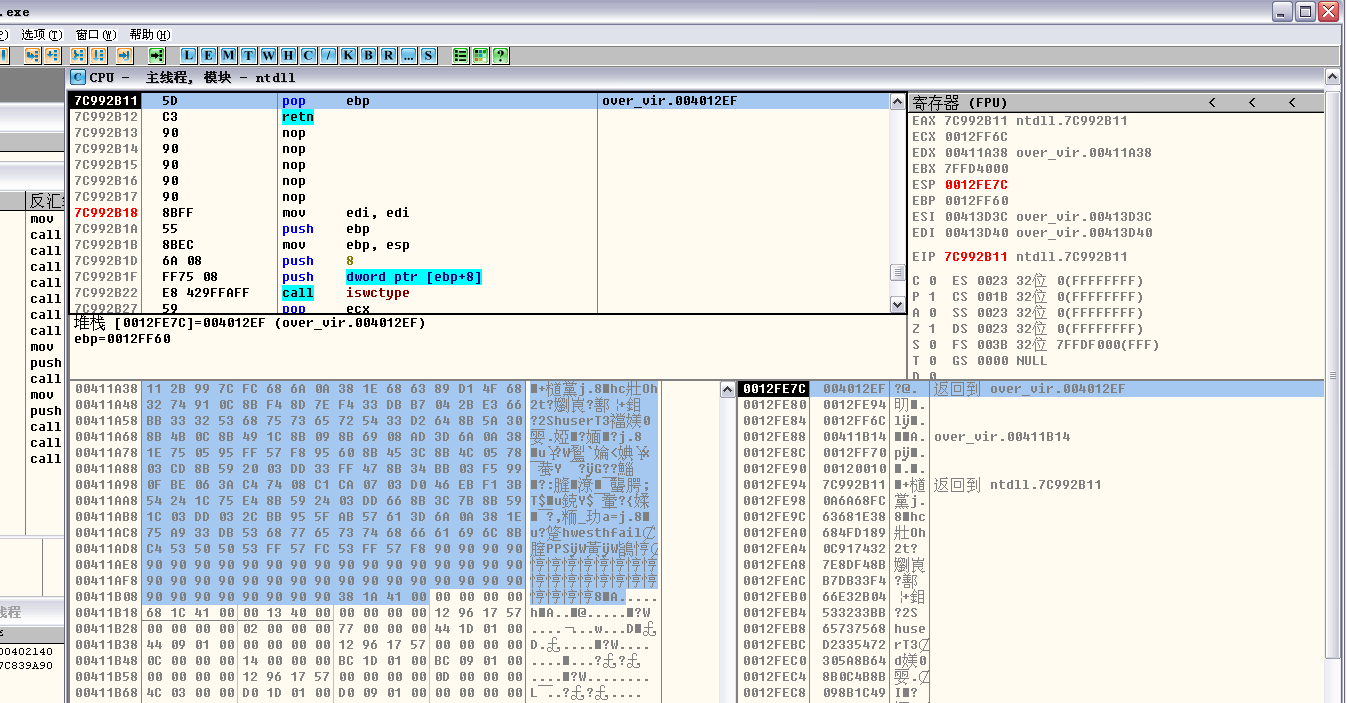 .exe
选项(T) 窗口(W) 帮助(H)
L E M T W H C / K B R ... S ?
C CPU - 主线程, 模块 - ntdll
7C992B11 5D pop ebp over_vir.004012EF
7C992B12 C3 retn
7C992B13 90 nop
7C992B14 90 nop
7C992B15 90 nop
7C992B16 90 nop
7C992B17 90 nop
7C992B18 8BFF mov edi, edi
7C992B1A 55 push ebp
7C992B1B 8BEC mov ebp, esp
7C992B1D 6A 08 push 8
7C992B1F FF75 08 push dword ptr [ebp+8]
7C992B22 E8 429FFAFF call iswctype
7C992B27 59 pop ecx
堆栈 [0012FE7C]=004012EF (over_vir.004012EF)
ebp=0012FF60
寄存器 (FPU) < < <
EAX 7C992B11 ntdll.7C992B11
ECX 0012FF6C
EDX 00411A38 over_vir.00411A38
EBX 7FFD4000
ESP 0012FE7C
EBP 0012FF60
ESI 00413D3C over_vir.00413D3C
EDI 00413D40 over_vir.00413D40
EIP 7C992B11 ntdll.7C992B11
C 0 ES 0023 32位 0(FFFFFFFF)
P 1 CS 001B 32位 0(FFFFFFFF)
A 0 SS 0023 32位 0(FFFFFFFF)
Z 1 DS 0023 32位 0(FFFFFFFF)
S 0 FS 003B 32位 7FFDF000(FFF)
T 0 GS 0000 NULL
D 0
反汇
mov
call
call
call
call
call
call
call
mov
push
call
mov
push
call
call
call
线程
00402140
7C839A90
00411A38 11 2B 99 7C FC 68 6A 0A 38 1E 68 63 89 D1 4F 68
00411A48 32 74 91 0C 8B F4 8D 7E F4 33 DB B7 04 2B E3 66
00411A58 BB 33 32 53 68 75 73 65 72 54 33 D2 64 8B 5A 30
00411A68 8B 4B 0C 8B 49 1C 8B 09 8B 69 08 AD 3D 6A 0A 38
00411A78 1E 75 05 95 FF 57 F8 95 60 8B 45 3C 8B 4C 05 78
00411A88 03 CD 8B 59 20 03 DD 33 FF 47 8B 34 BB 03 F5 99
00411A98 0F BE 06 3A C4 74 08 C1 CA 07 03 D0 46 EB F1 3B
00411AA8 54 24 1C 75 E4 8B 59 24 03 DD 66 8B 3C 7B 8B 59
00411AB8 1C 03 DD 03 2C BB 95 5F AB 57 61 3D 6A 0A 38 1E
00411AC8 75 A9 33 DB 53 68 77 65 73 74 68 66 61 69 6C 8B
00411AD8 C4 53 50 50 53 FF 57 FC 53 FF 57 F8 90 90 90 90
00411AE8 90 90 90 90 90 90 90 90 90 90 90 90 90 90 90 90
00411AF8 90 90 90 90 90 90 90 90 90 90 90 90 90 90 90 90
00411B08 90 90 90 90 90 90 90 90 38 1A 41 00 00 00 00 00
00411B18 68 1C 41 00 00 13 40 00 00 00 00 00 12 96 17 57
00411B28 00 00 00 00 02 00 00 00 77 00 00 00 44 1D 01 00
00411B38 44 09 01 00 00 00 00 00 12 96 17 57 00 00 00 00
00411B48 0C 00 00 00 14 00 00 00 BC 1D 01 00 BC 09 01 00
00411B58 00 00 00 00 12 96 17 57 00 00 00 00 0D 00 00 00
00411B68 4C 03 00 00 D0 1D 01 00 D0 09 01 00 00 00 00 00
0012FE7C 004012EF ?@. 返回到 over_vir.004012EF
0012FE80 0012FE94
0012FE84 0012FF6C
0012FE88 00411B14 over_vir.00411B14
0012FE8C 0012FF70
0012FE90 00120010
0012FE94 7C992B11 返回到 ntdll.7C992B11
0012FE98 0A6A68FC
0012FE9C 63681E38
0012FEA0 684FD189
0012FEA4 0C917432 2t?
0012FEA8 7E8DF48B
0012FEAC B7DB33F4
0012FEB0 66E32B04
0012FEB4 533233BB ?2S
0012FEB8 65737568 huse
0012FEBC D2335472
0012FEC0 305A8B64
0012FEC4 8B0C4B8B
0012FEC8 098B1C49